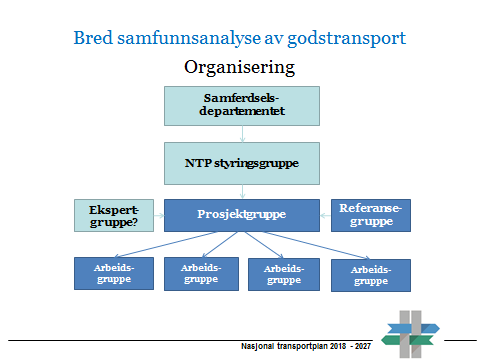 Bred samfunnsanalyse av godstransport
Organisering
Samferdsels-
departementet
NTP styringsgruppe
Ekspert-
gruppe?
Prosjektgruppe
Referanse-
gruppe
Arbeids-
gruppe
Arbeids-
gruppe
Arbeids-
gruppe
Arbeids-
gruppe
Nasjonal transportplan 2018 - 2027